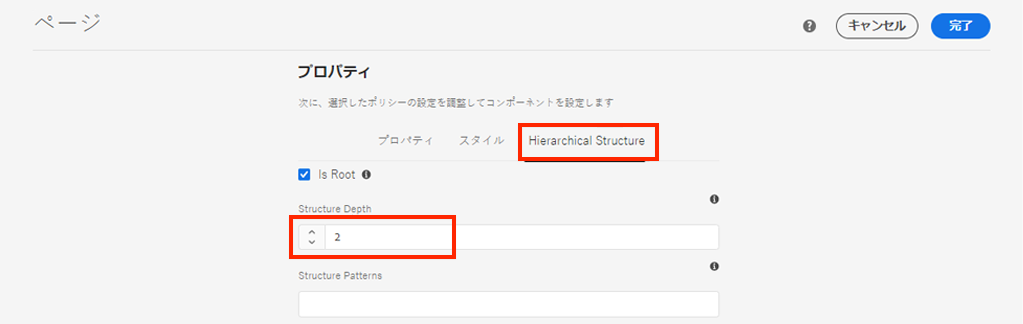 ページ
キャンセル
完了
プロパティ
次に、選択したポリシーの設定を調整してコンポーネントを設定します
プロパティ スタイル Hierarchical Structure
Is Root
Structure Depth
2
Structure Patterns